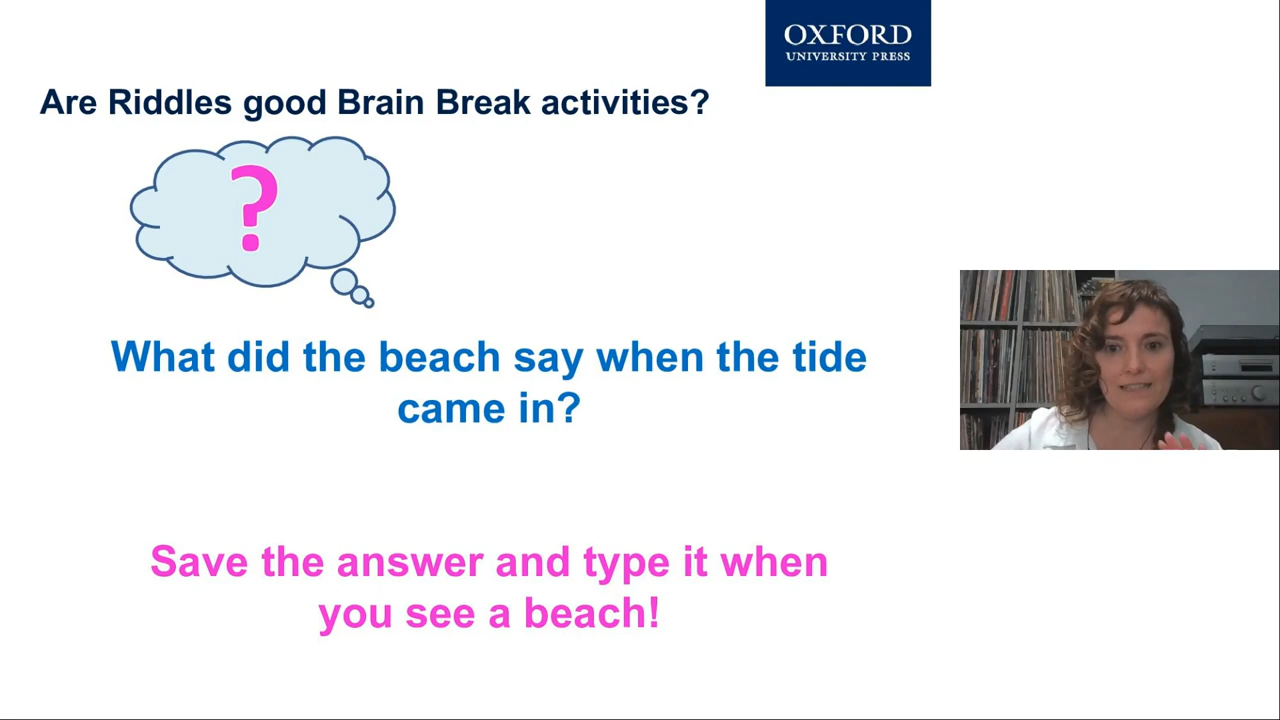 OXFORD
UNIVERSITY PRESS
Are Riddles good Brain Break activities?
?
What did the beach say when the tide
came in?
Save the answer and type it when
you see a beach!